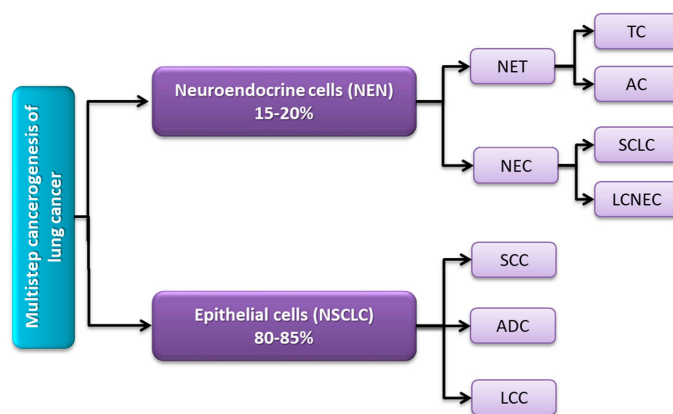 Multistep cancerogenesis of
lung cancer
Neuroendocrine cells (NEN)
15-20%
NET
TC
AC
NEC
SCLC
LCNEC
Epithelial cells (NSCLC)
80-85%
SCC
ADC
LCC